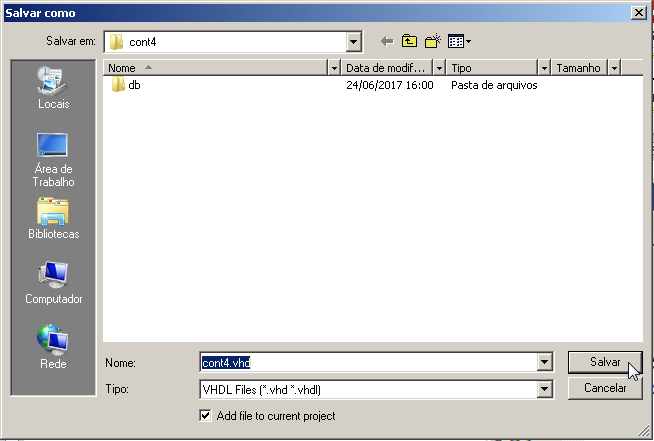 Salvar como
Salvar em: cont4
Locais
Área de
Trabalho
Bibliotecas
Computador
Rede
Nome Data de modif... Tipo Tamanho
db 24/06/2017 16:00 Pasta de arquivos
Nome: cont4.vhd Salvar
Tipo: VHDL Files (*.vhd *.vhdl) Cancelar
Add file to current project